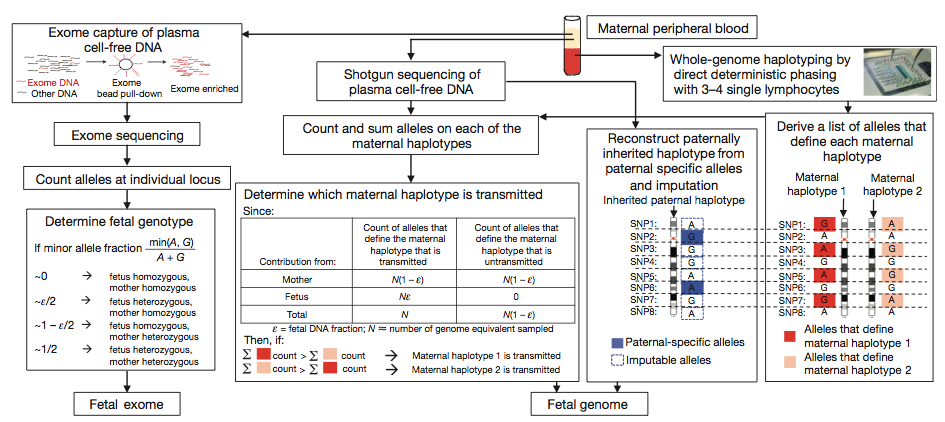 Exome capture of plasma
cell-free DNA
Exome DNA
Other DNA
Exome
bead pull-down
Exome enriched
Exome sequencing
Count alleles at individual locus
Determine fetal genotype
If minor allele fraction min(A, G)
A + G
~0 → fetus homozygous,
mother homozygous
~ε/2 → fetus heterozygous,
mother homozygous
~1 − ε/2 → fetus homozygous,
mother heterozygous
~1/2 → fetus heterozygous,
mother heterozygous
Fetal exome
Maternal peripheral blood
Shotgun sequencing of
plasma cell-free DNA
Count and sum alleles on each of the
maternal haplotypes
Determine which maternal haplotype is transmitted
Since:
Contribution from:
Count of alleles that
define the maternal
haplotype that is
transmitted
Count of alleles that
define the maternal
haplotype that is
untransmitted
Mother N(1 − ε) N(1 − ε)
Fetus Nε 0
Total N N(1 − ε)
ε = fetal DNA fraction; N ≈ number of genome equivalent sampled
Then, if:
Σ count > Σ count → Maternal haplotype 1 is transmitted
Σ count > Σ count → Maternal haplotype 2 is transmitted
Fetal genome
Whole-genome haplotyping by
direct deterministic phasing
with 3–4 single lymphocytes
Reconstruct paternally
inherited haplotype from
paternal specific alleles
and imputation
Inherited paternal haplotype
SNP1: A
SNP2: G
SNP3: G
SNP4: G
SNP5: A
SNP6: A
SNP7: G
SNP8: A
Paternal-specific alleles
Imputable alleles
Derive a list of alleles that
define each maternal
haplotype
Maternal
haplotype 1
Maternal
haplotype 2
SNP1: G A
SNP2: A A
SNP3: A G
SNP4: G G
SNP5: A A
SNP6: G G
SNP7: G A
SNP8: A A
Alleles that define
maternal haplotype 1
Alleles that define
maternal haplotype 2